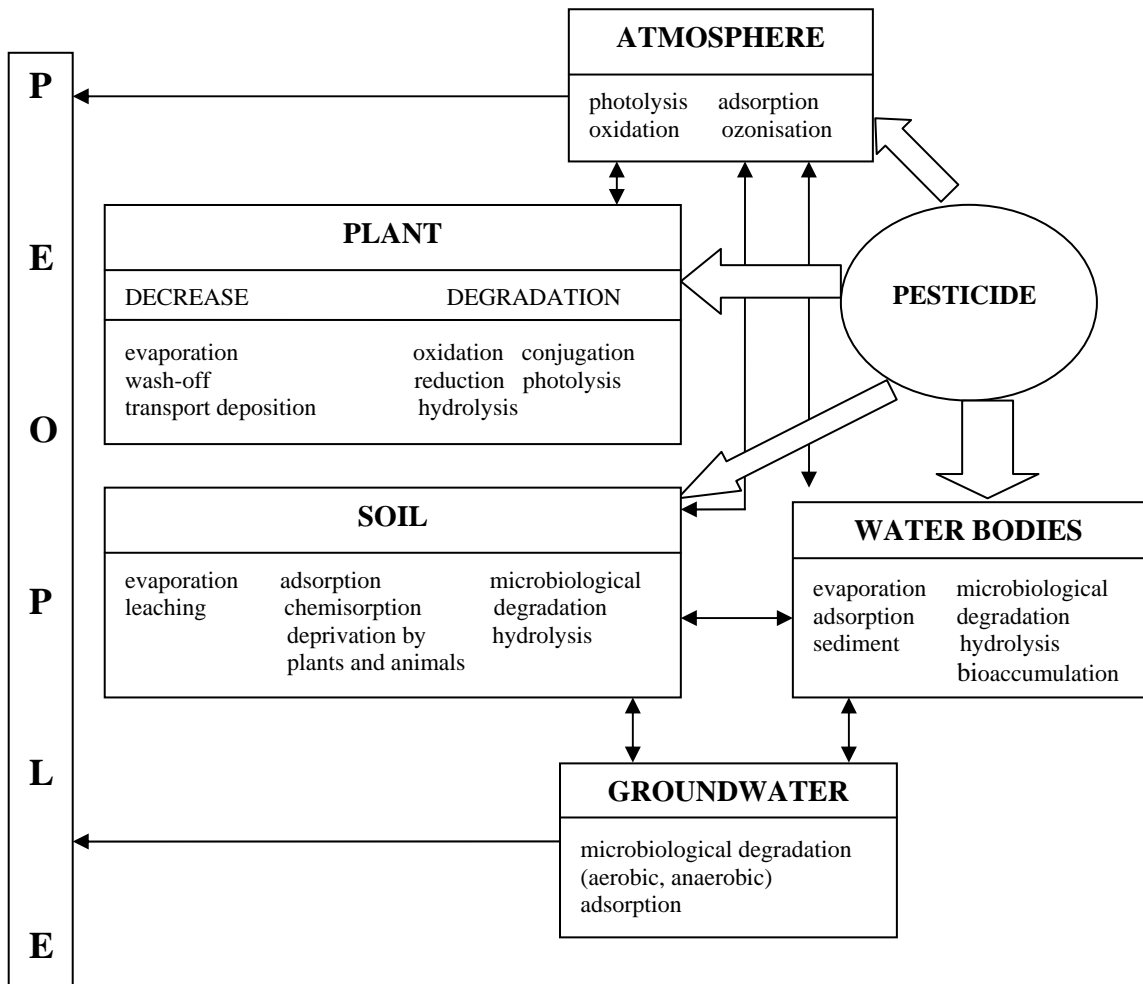 P
E
O
P
L
E
ATMOSPHERE
photolysis adsorption
oxidation ozonisation
PLANT
DECREASE DEGRADATION
evaporation oxidation conjugation
wash-off reduction photolysis
transport deposition hydrolysis
PESTICIDE
SOIL
evaporation adsorption microbiological
leaching chemisorption degradation
deprivation by hydrolysis
plants and animals
WATER BODIES
evaporation microbiological
adsorption degradation
sediment hydrolysis
bioaccumulation
GROUNDWATER
microbiological degradation
(aerobic, anaerobic)
adsorption